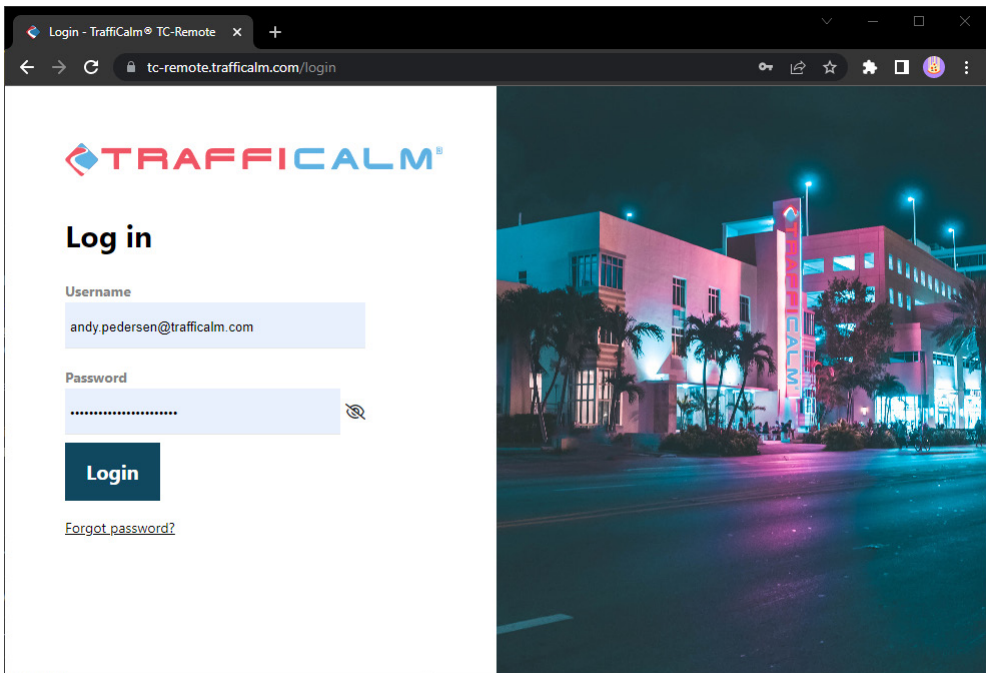 Login - TraffiCalm® TC-Remote
tc-remote.trafficalm.com/login
TRAFFICALM®
Log in
Username
andy.pedersen@trafficalm.com
Password
Login
Forgot password?
TRAFFICALM